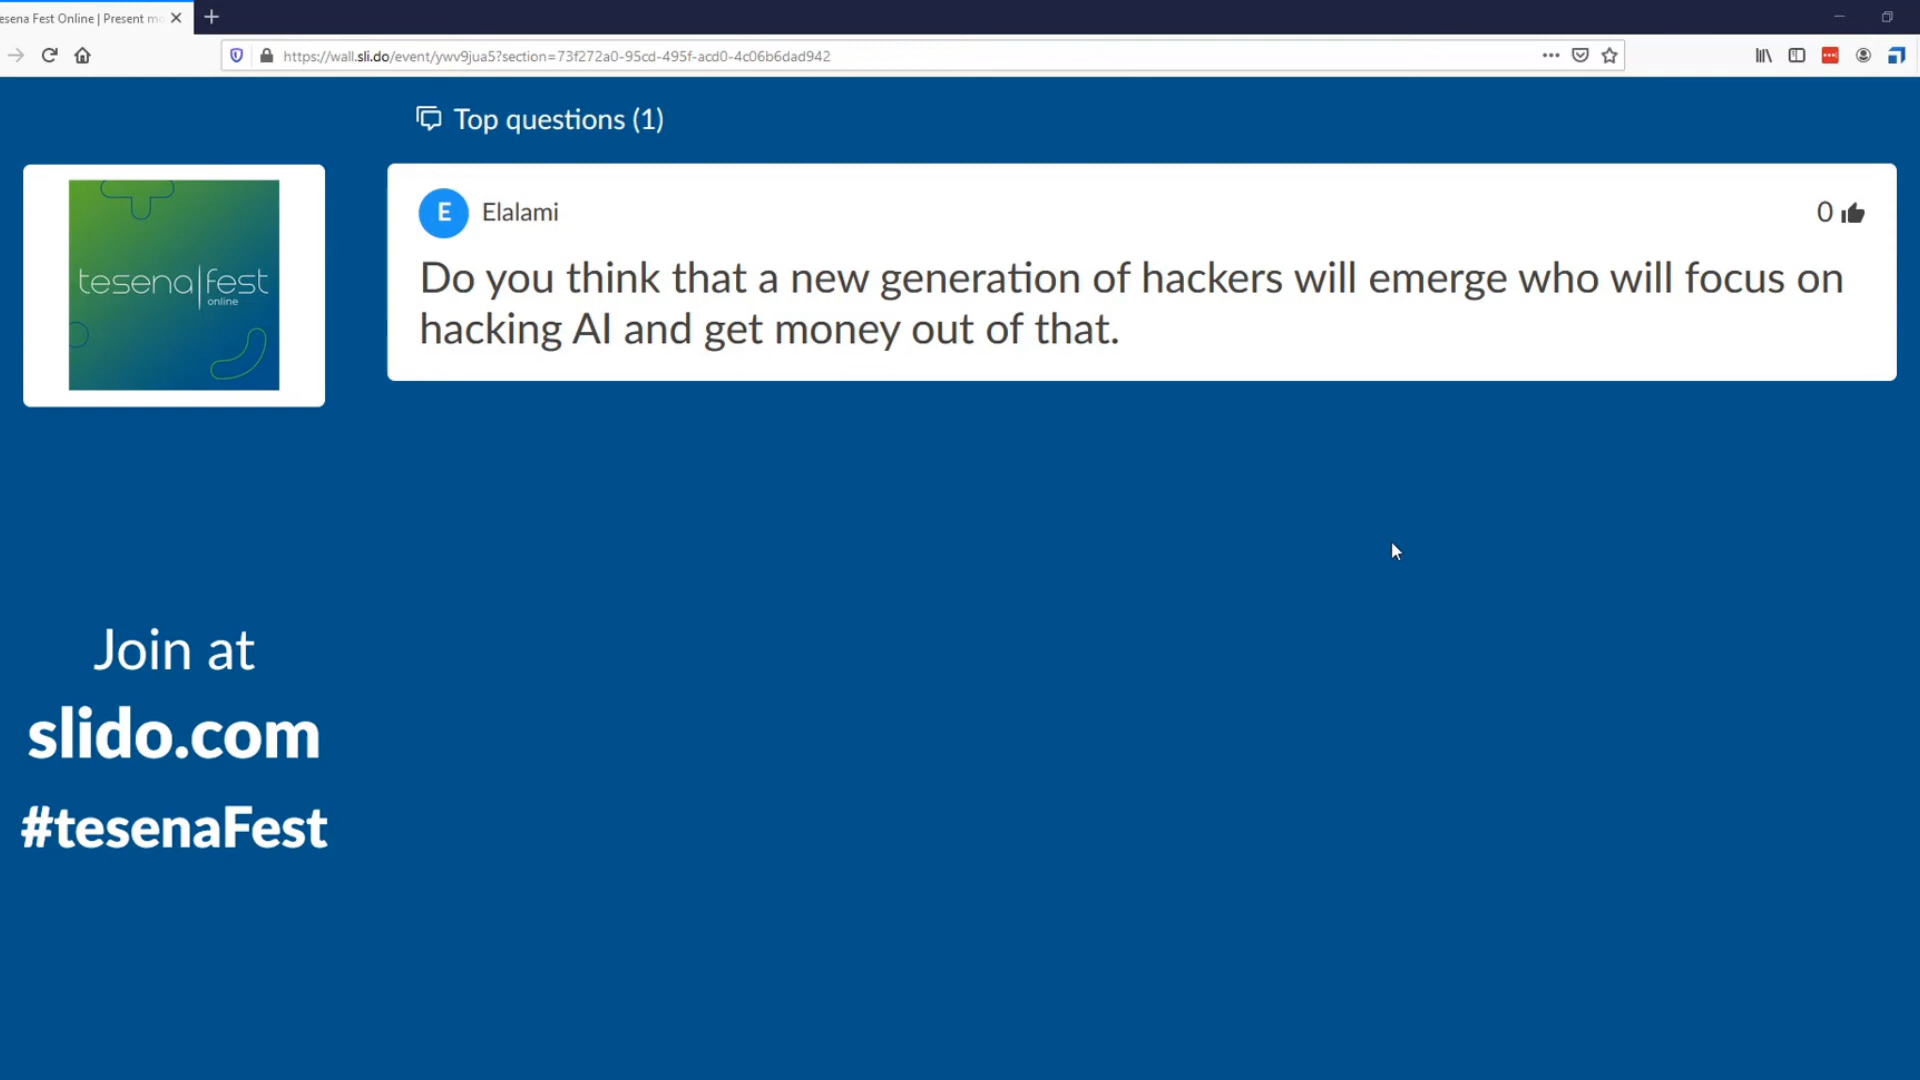 esena Fest Online | Present mo
https://wall.sli.do/event/ywv9jua5?section=73f272a0-95cd-495f-acd0-4c06b6dad942
Top questions (1)
tesena|fest
online
E Elalami 0
Do you think that a new generation of hackers will emerge who will focus on
hacking AI and get money out of that.
Join at
slido.com
#tesenaFest